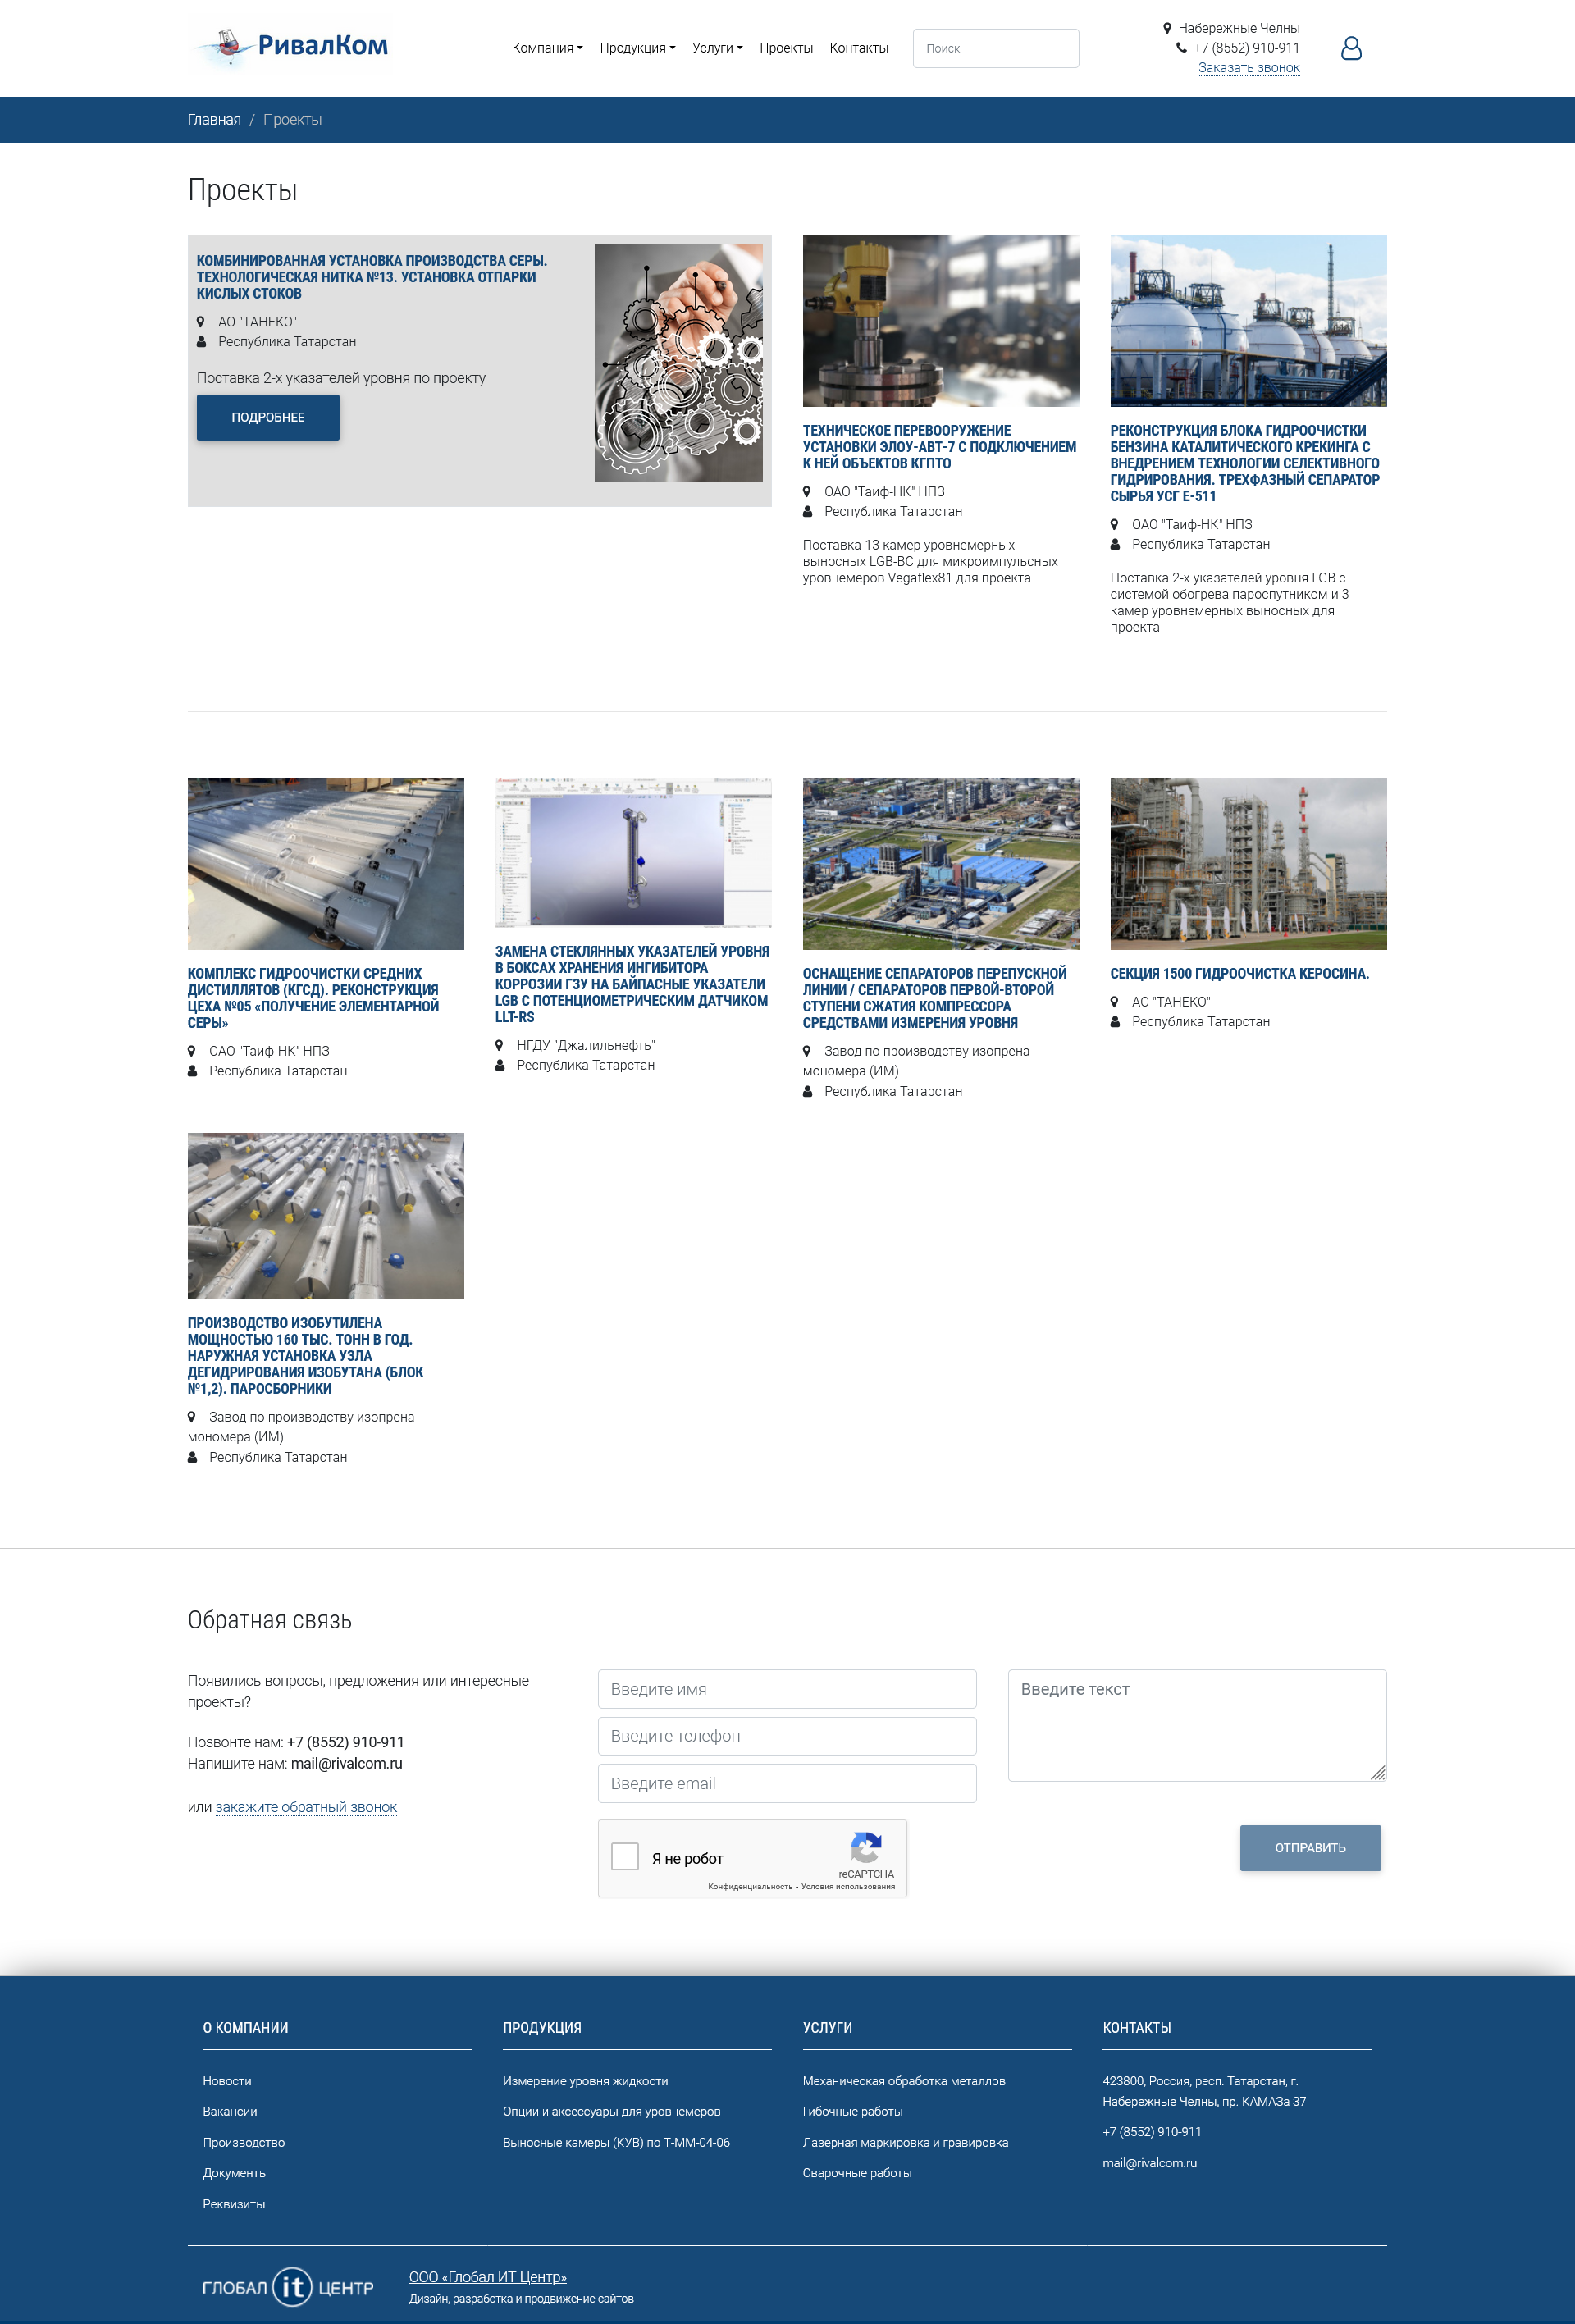 РивалКом
Компания
Продукция
Услуги
Проекты
Контакты
Поиск
Набережные Челны
+7 (8552) 910-911
Заказать звонок
Главная / Проекты
Проекты
КОМБИНИРОВАННАЯ УСТАНОВКА ПРОИЗВОДСТВА СЕРЫ.
ТЕХНОЛОГИЧЕСКАЯ НИТКА №13. УСТАНОВКА ОТПАРКИ
КИСЛЫХ СТОКОВ
АО "ТАНЕКО"
Республика Татарстан
Поставка 2-х указателей уровня по проекту
ПОДРОБНЕЕ
ТЕХНИЧЕСКОЕ ПЕРЕВООРУЖЕНИЕ
УСТАНОВКИ ЭЛОУ-АВТ-7 С ПОДКЛЮЧЕНИЕМ
К НЕЙ ОБЪЕКТОВ КГПТО
ОАО "Таиф-НК" НПЗ
Республика Татарстан
Поставка 13 камер уровнемерных
выносных LGB-BC для микроимпульсных
уровнемеров Vegaflex81 для проекта
РЕКОНСТРУКЦИЯ БЛОКА ГИДРООЧИСТКИ
БЕНЗИНА КАТАЛИТИЧЕСКОГО КРЕКИНГА С
ВНЕДРЕНИЕМ ТЕХНОЛОГИИ СЕЛЕКТИВНОГО
ГИДРИРОВАНИЯ. ТРЕХФАЗНЫЙ СЕПАРАТОР
СЫРЬЯ УСГ Е-511
ОАО "Таиф-НК" НПЗ
Республика Татарстан
Поставка 2-х указателей уровня LGB с
системой обогрева пароспутником и 3
камер уровнемерных выносных для
проекта
КОМПЛЕКС ГИДРООЧИСТКИ СРЕДНИХ
ДИСТИЛЛЯТОВ (КГСД). РЕКОНСТРУКЦИЯ
ЦЕХА №05 «ПОЛУЧЕНИЕ ЭЛЕМЕНТАРНОЙ
СЕРЫ»
ОАО "Таиф-НК" НПЗ
Республика Татарстан
ЗАМЕНА СТЕКЛЯННЫХ УКАЗАТЕЛЕЙ УРОВНЯ
В БОКСАХ ХРАНЕНИЯ ИНГИБИТОРА
КОРРОЗИИ ГЗУ НА БАЙПАСНЫЕ УКАЗАТЕЛИ
LGB С ПОТЕНЦИОМЕТРИЧЕСКИМ ДАТЧИКОМ
LLT-RS
НГДУ "Джалильнефть"
Республика Татарстан
ОСНАЩЕНИЕ СЕПАРАТОРОВ ПЕРЕПУСКНОЙ
ЛИНИИ / СЕПАРАТОРОВ ПЕРВОЙ-ВТОРОЙ
СТУПЕНИ СЖАТИЯ КОМПРЕССОРА
СРЕДСТВАМИ ИЗМЕРЕНИЯ УРОВНЯ
Завод по производству изопрена-
мономера (ИМ)
Республика Татарстан
СЕКЦИЯ 1500 ГИДРООЧИСТКА КЕРОСИНА.
АО "ТАНЕКО"
Республика Татарстан
ПРОИЗВОДСТВО ИЗОБУТИЛЕНА
МОЩНОСТЬЮ 160 ТЫС. ТОНН В ГОД.
НАРУЖНАЯ УСТАНОВКА УЗЛА
ДЕГИДРИРОВАНИЯ ИЗОБУТАНА (БЛОК
№1,2). ПАРОСБОРНИКИ
Завод по производству изопрена-
мономера (ИМ)
Республика Татарстан
Обратная связь
Появились вопросы, предложения или интересные
проекты?
Позвоните нам: +7 (8552) 910-911
Напишите нам: mail@rivalcom.ru
или закажите обратный звонок
Введите имя
Введите телефон
Введите email
Я не робот
reCAPTCHA
Конфиденциальность - Условия использования
Введите текст
ОТПРАВИТЬ
О КОМПАНИИ
Новости
Вакансии
Производство
Документы
Реквизиты
ПРОДУКЦИЯ
Измерение уровня жидкости
Опции и аксессуары для уровнемеров
Выносные камеры (КУВ) по Т-ММ-04-06
УСЛУГИ
Механическая обработка металлов
Гибочные работы
Лазерная маркировка и гравировка
Сварочные работы
КОНТАКТЫ
423800, Россия, респ. Татарстан, г.
Набережные Челны, пр. КАМАЗа 37
+7 (8552) 910-911
mail@rivalcom.ru
ГЛОБАЛ it ЦЕНТР
ООО «Глобал ИТ Центр»
Дизайн, разработка и продвижение сайтов